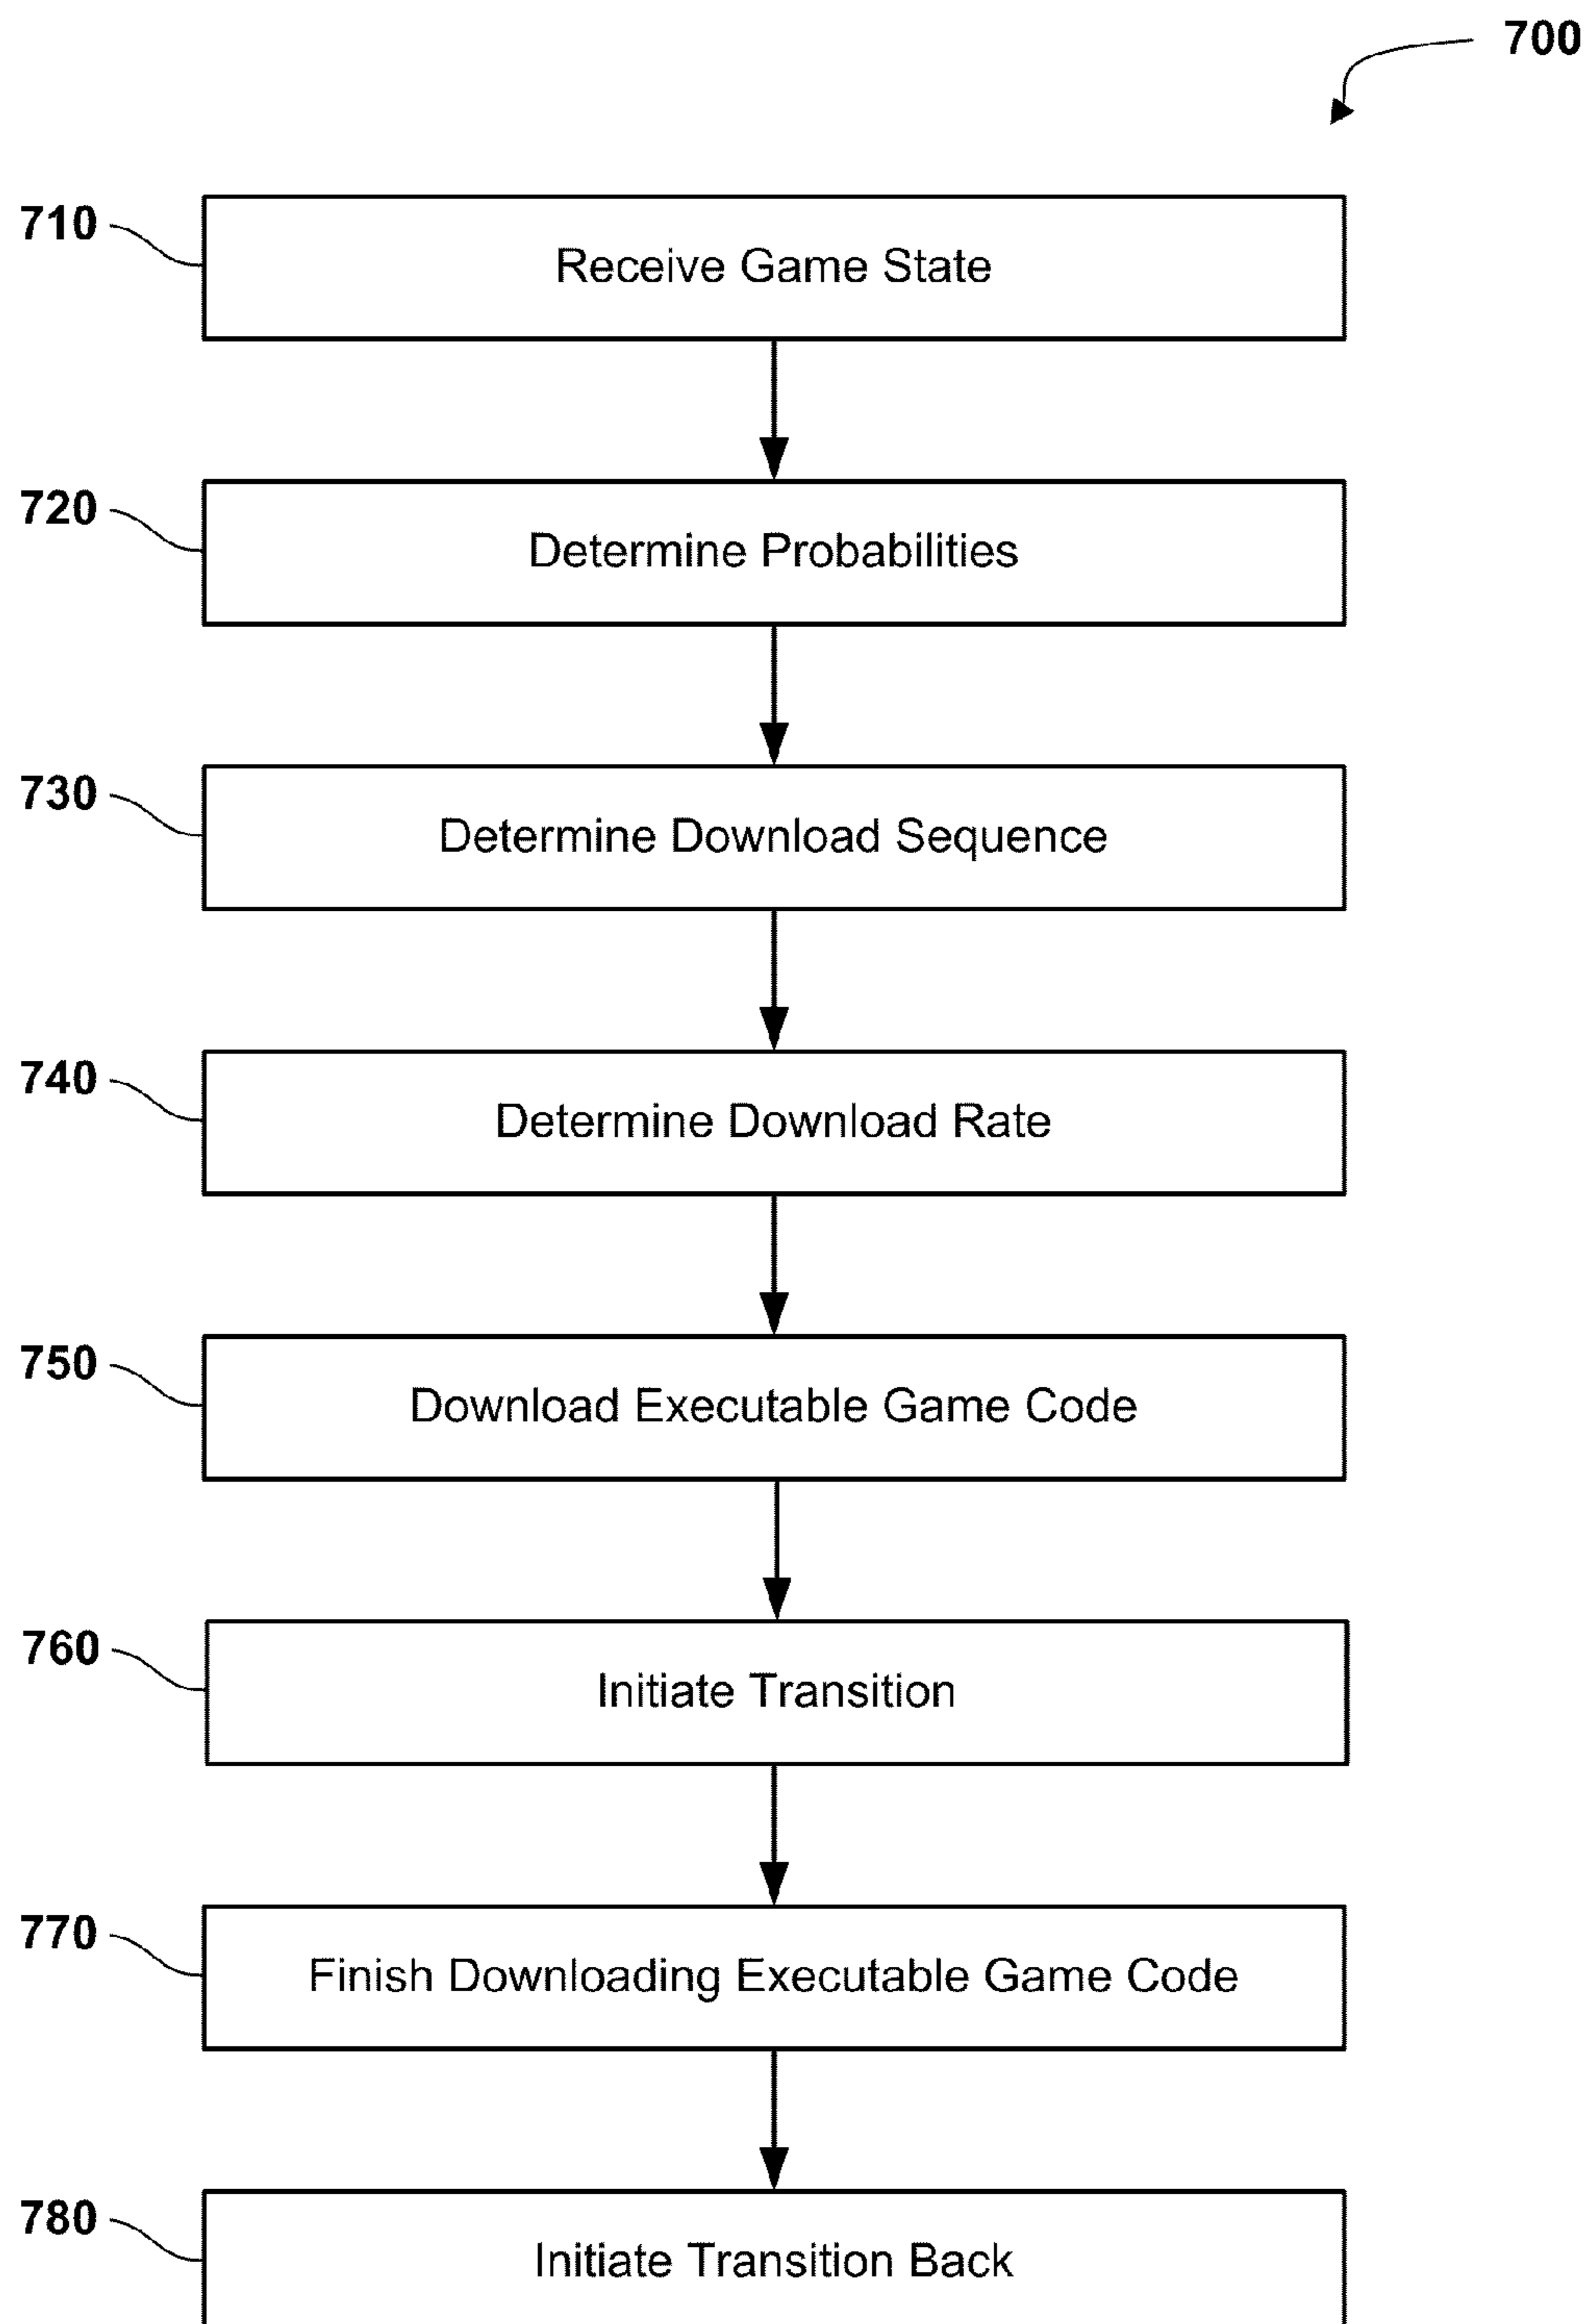 700
710
Receive Game State
720
Determine Probabilities
730
Determine Download Sequence
740
Determine Download Rate
750
Download Executable Game Code
760
Initiate Transition
770
Finish Downloading Executable Game Code
780
Initiate Transition Back